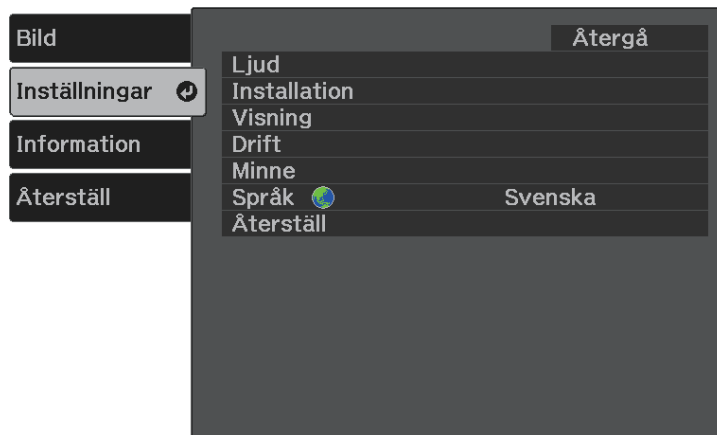 Bild
Inställningar
Information
Återställ
Återgå
Ljud
Installation
Visning
Drift
Minne
Språk Svenska
Återställ